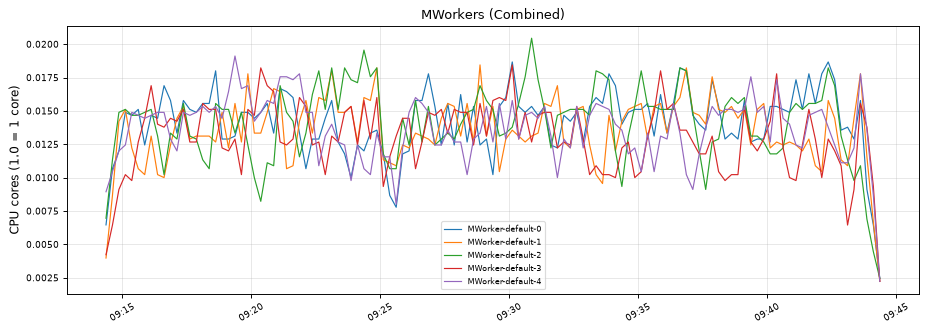 MWorkers (Combined)
CPU cores (1.0 = 1 core)
0.0200
0.0175
0.0150
0.0125
0.0100
0.0075
0.0050
0.0025
MWorker-default-0
MWorker-default-1
MWorker-default-2
MWorker-default-3
MWorker-default-4
09:15
09:20
09:25
09:30
09:35
09:40
09:45